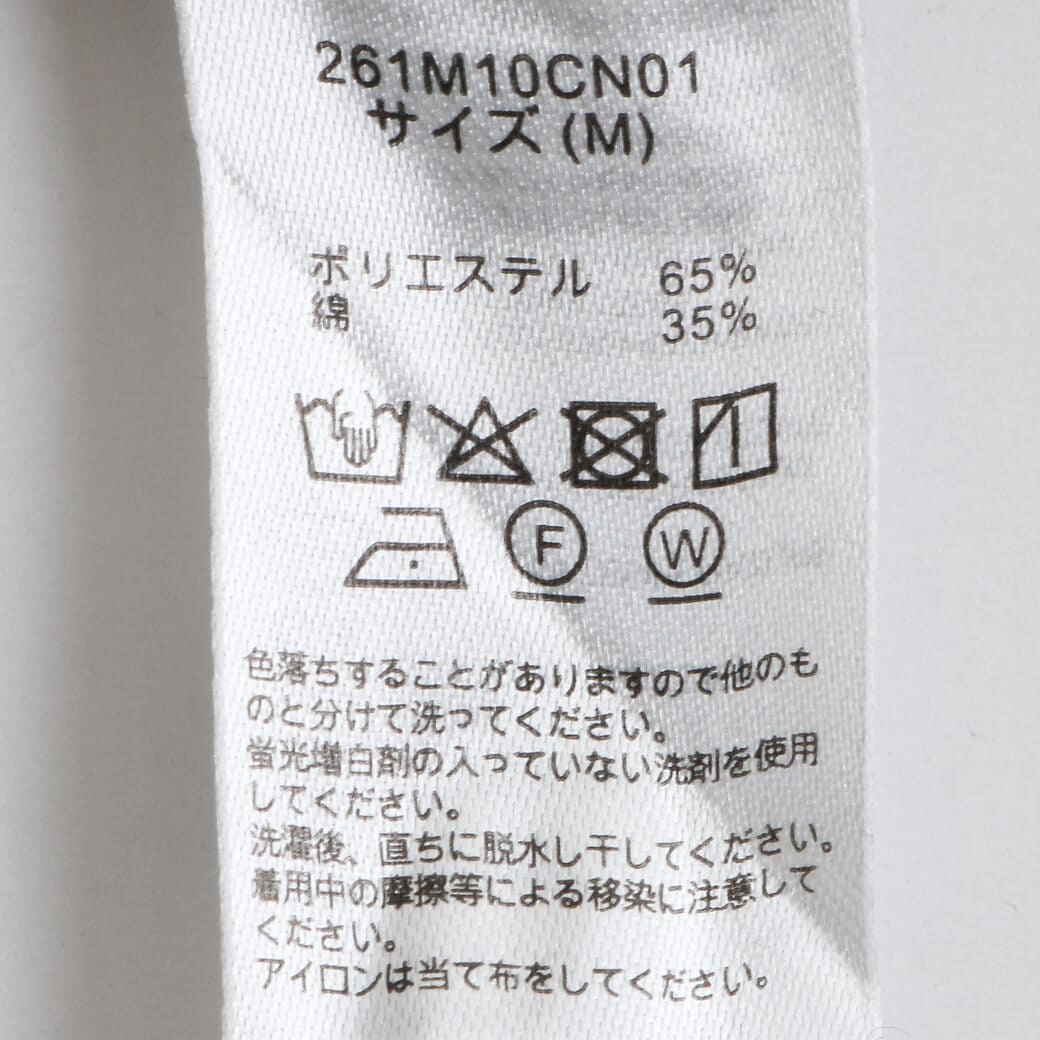 261M10CN01
サイズ(M)
ポリエステル 65%
綿 35%
F W
色落ちすることがありますので他のも
のと分けて洗ってください。
蛍光増白剤の入っていない洗剤を使用
してください。
洗濯後、直ちに脱水し干してください。
着用中の摩擦等による移染に注意して
ください。
アイロンは当て布をしてください。